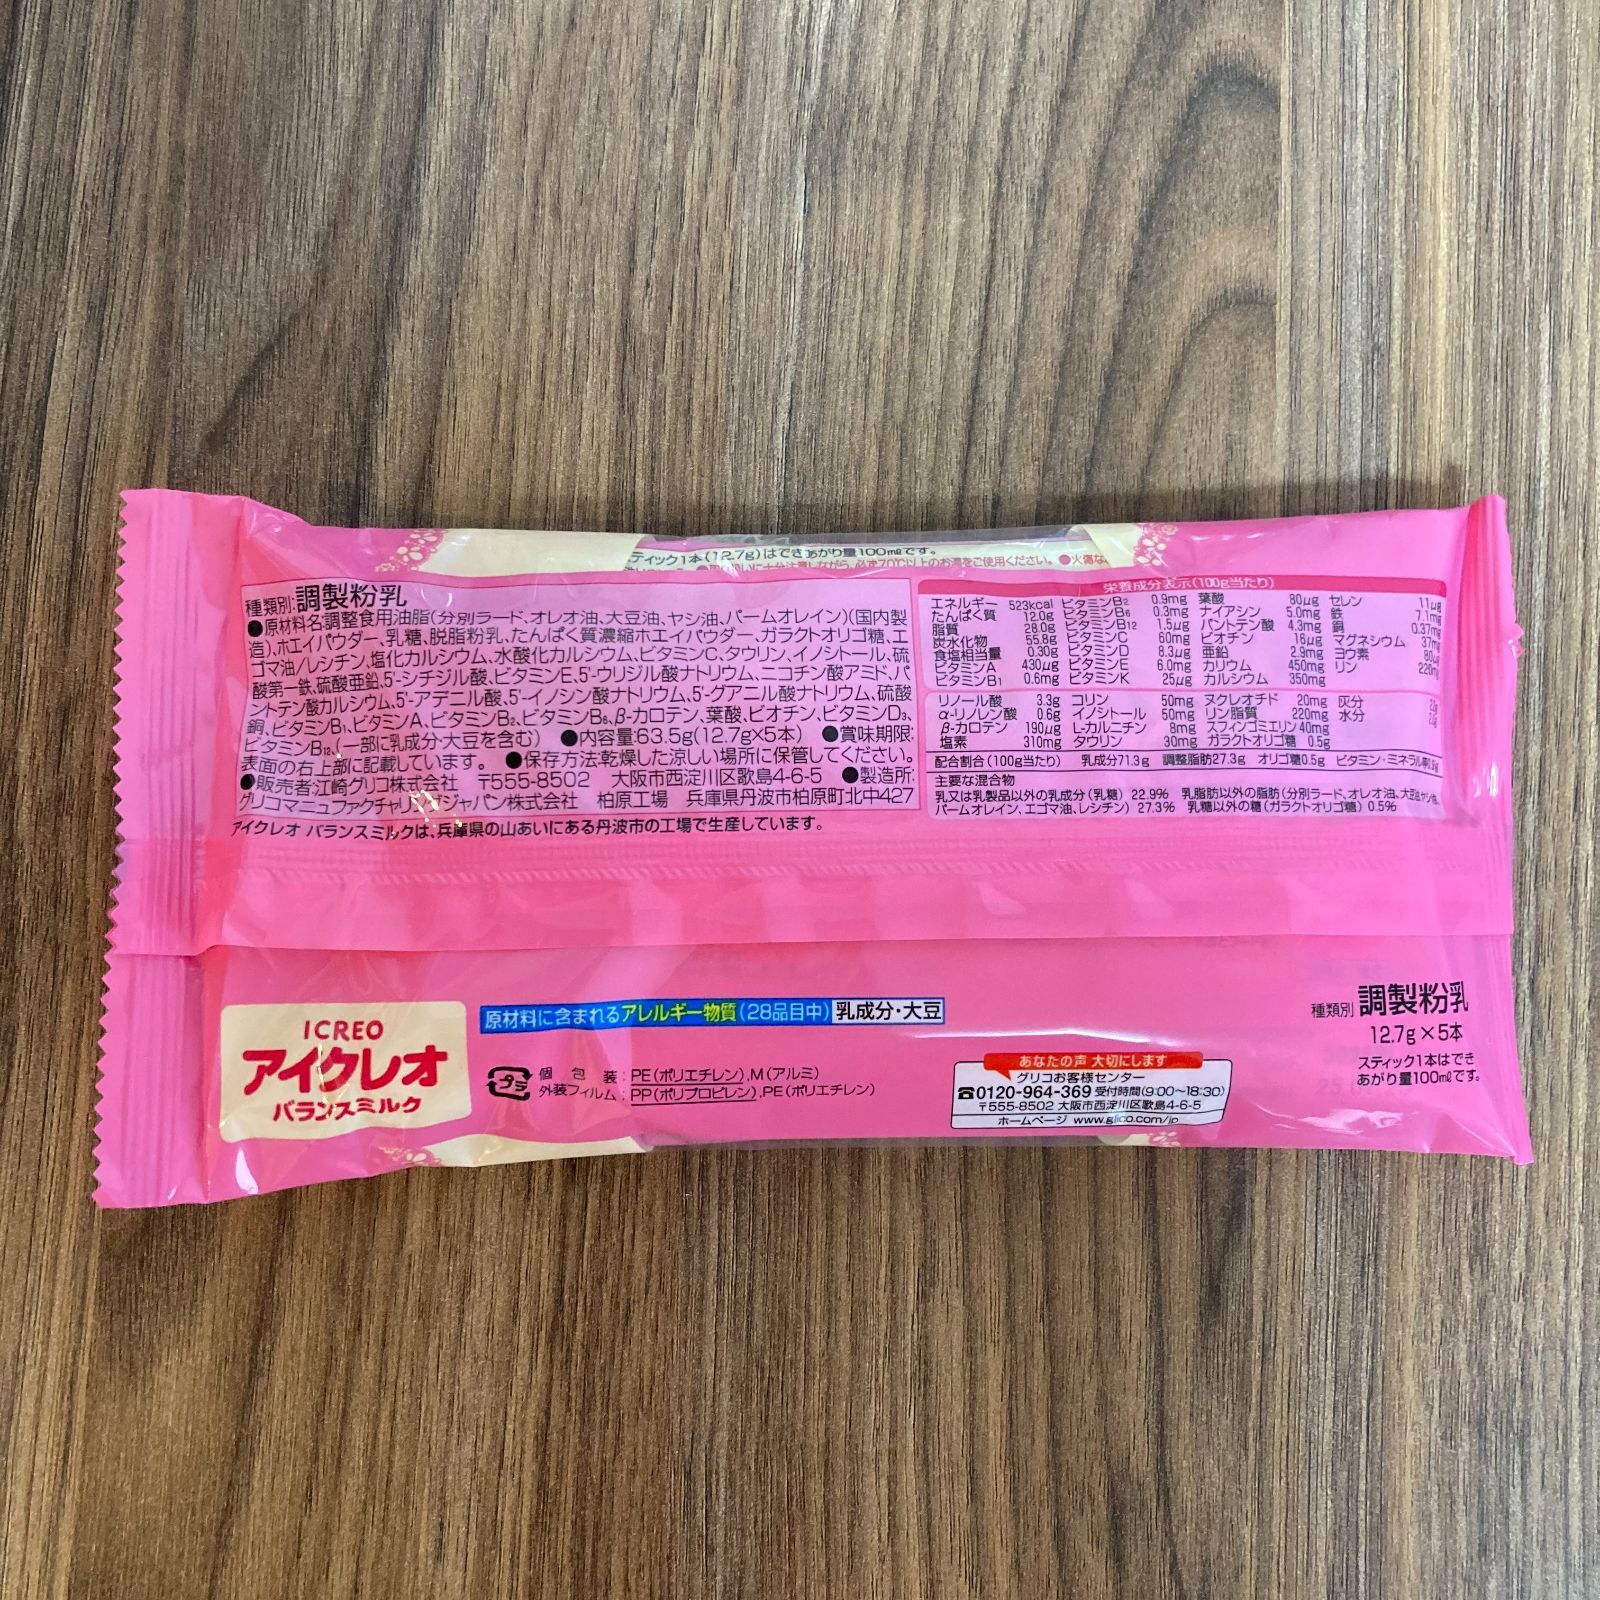 ティック1本(12.7g)はできあがり量100mlです。
必ず70℃以上のお湯をご使用ください。 ●火傷な
種類別:調製粉乳
●原材料名:調整食用油脂(分別ラード、オレオ油、大豆油、ヤシ油、パームオレイン)(国内製
造)、ホエイパウダー、乳糖、脱脂粉乳、たんぱく質濃縮ホエイパウダー、ガラクトオリゴ糖、エ
ゴマ油/レシチン、塩化カルシウム、水酸化カルシウム、ビタミンC、タウリン、イノシトール、硫
酸第一鉄、硫酸亜鉛、5'-シチジル酸、ビタミンE、5'-ウリジル酸ナトリウム、ニコチン酸アミド、パ
ントテン酸カルシウム、5'-アデニル酸、5'-イノシン酸ナトリウム、5'-グアニル酸ナトリウム、硫酸
銅、ビタミンB₁、ビタミンA、ビタミンB₂、ビタミンB₆、β-カロテン、葉酸、ビオチン、ビタミンD₃、
ビタミンB₁₂、(一部に乳成分・大豆を含む) ●内容量:63.5g(12.7g×5本) ●賞味期限:
表面の右上部に記載しています。 ●保存方法:乾燥した涼しい場所に保管してください。
●販売者:江崎グリコ株式会社 〒555-8502 大阪市西淀川区歌島4-6-5 ●製造所:
グリコマニュファクチャリングジャパン株式会社 柏原工場 兵庫県丹波市柏原町北中427
アイクレオ バランスミルクは、兵庫県の山あいにある丹波市の工場で生産しています。
栄養成分表示(100g当たり)
エネルギー 523kcal ビタミンB₂ 0.9mg 葉酸 80μg セレン 11μg
たんぱく質 12.0g ビタミンB₆ 0.3mg ナイアシン 5.0mg 鉄 7.1mg
脂質 28.0g ビタミンB₁₂ 1.5μg パントテン酸 4.3mg 銅 0.37mg
炭水化物 55.8g ビタミンC 60mg ビオチン 16μg マグネシウム 37mg
食塩相当量 0.30g ビタミンD 8.3μg 亜鉛 2.9mg ヨウ素
ビタミンA 430μg ビタミンE 6.0mg カリウム 450mg リン 220mg
ビタミンB₁ 0.6mg ビタミンK 25μg カルシウム 350mg
リノール酸 3.3g コリン 50mg ヌクレオチド 20mg 灰分
α-リノレン酸 0.6g イノシトール 50mg リン脂質 220mg 水分
β-カロテン 190μg L-カルニチン 8mg スフィンゴミエリン 40mg
塩素 310mg タウリン 30mg ガラクトオリゴ糖 0.5g
配合割合(100g当たり) 乳成分71.3g 調整脂肪27.3g オリゴ糖0.5g ビタミン・ミネラル
主要な混合物
乳又は乳製品以外の乳成分(乳糖) 22.9% 乳脂肪以外の脂肪(分別ラード、オレオ油、大豆油、ヤシ油、
パームオレイン、エゴマ油、レシチン) 27.3% 乳糖以外の糖(ガラクトオリゴ糖) 0.5%
ICREO
アイクレオ
バランスミルク
原材料に含まれるアレルギー物質(28品目中) 乳成分・大豆
プラ
個包装:PE(ポリエチレン)、M(アルミ)
外装フィルム:PP(ポリプロピレン)、PE(ポリエチレン)
あなたの声 大切にします
グリコお客様センター
☎0120-964-369 受付時間(9:00~18:30)
〒555-8502 大阪市西淀川区歌島4-6-5
ホームページ www.glico.com/jp
種類別 調製粉乳
12.7g×5本
スティック1本はでき
あがり量100mlです。